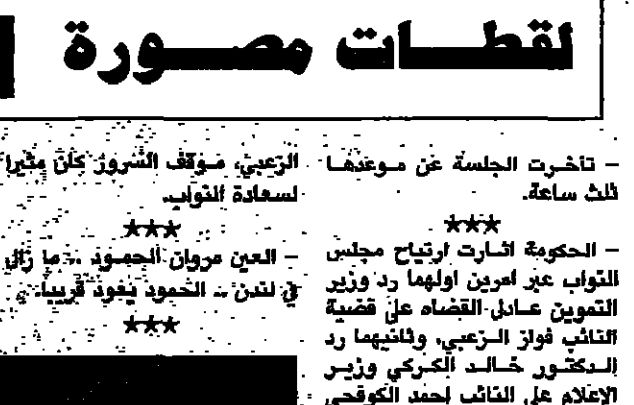 لقطات مصورة
– تأخرت الجلسة عن موعدها
ثلث ساعة.
***
– الحكومة اثارت ارتياح مجلس
النواب عبر امرين اولهما رد وزير
التموين عادل القضاه على قضية
النائب فواز الزعبي، وثانيهما رد
الدكتور خالد الكركي وزير
الإعلام على النائب احمد الكوفحي
الزعبي، موقف الشروز كان مثيرا
لسعادة النواب.
***
– العين مروان الحمود .. ما زال
في لندن .. الحمود يعود قريبا.
***